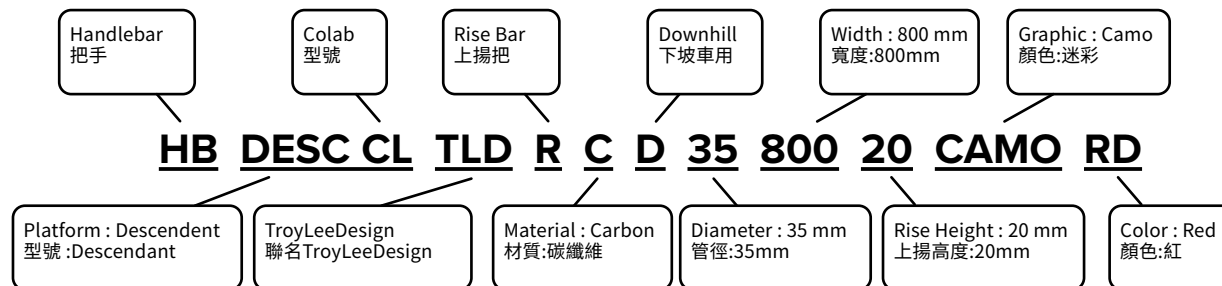 Handlebar
把手
Colab
型號
Rise Bar
上揚把
Downhill
下坡車用
Width : 800 mm
寬度:800mm
Graphic : Camo
顏色:迷彩
HB DESC CL TLD R C D 35 800 20 CAMO RD
Platform : Descendent
型號 :Descendant
TroyLeeDesign
聯名TroyLeeDesign
Material : Carbon
材質:碳纖維
Diameter : 35 mm
管徑:35mm
Rise Height : 20 mm
上揚高度:20mm
Color : Red
顏色:紅